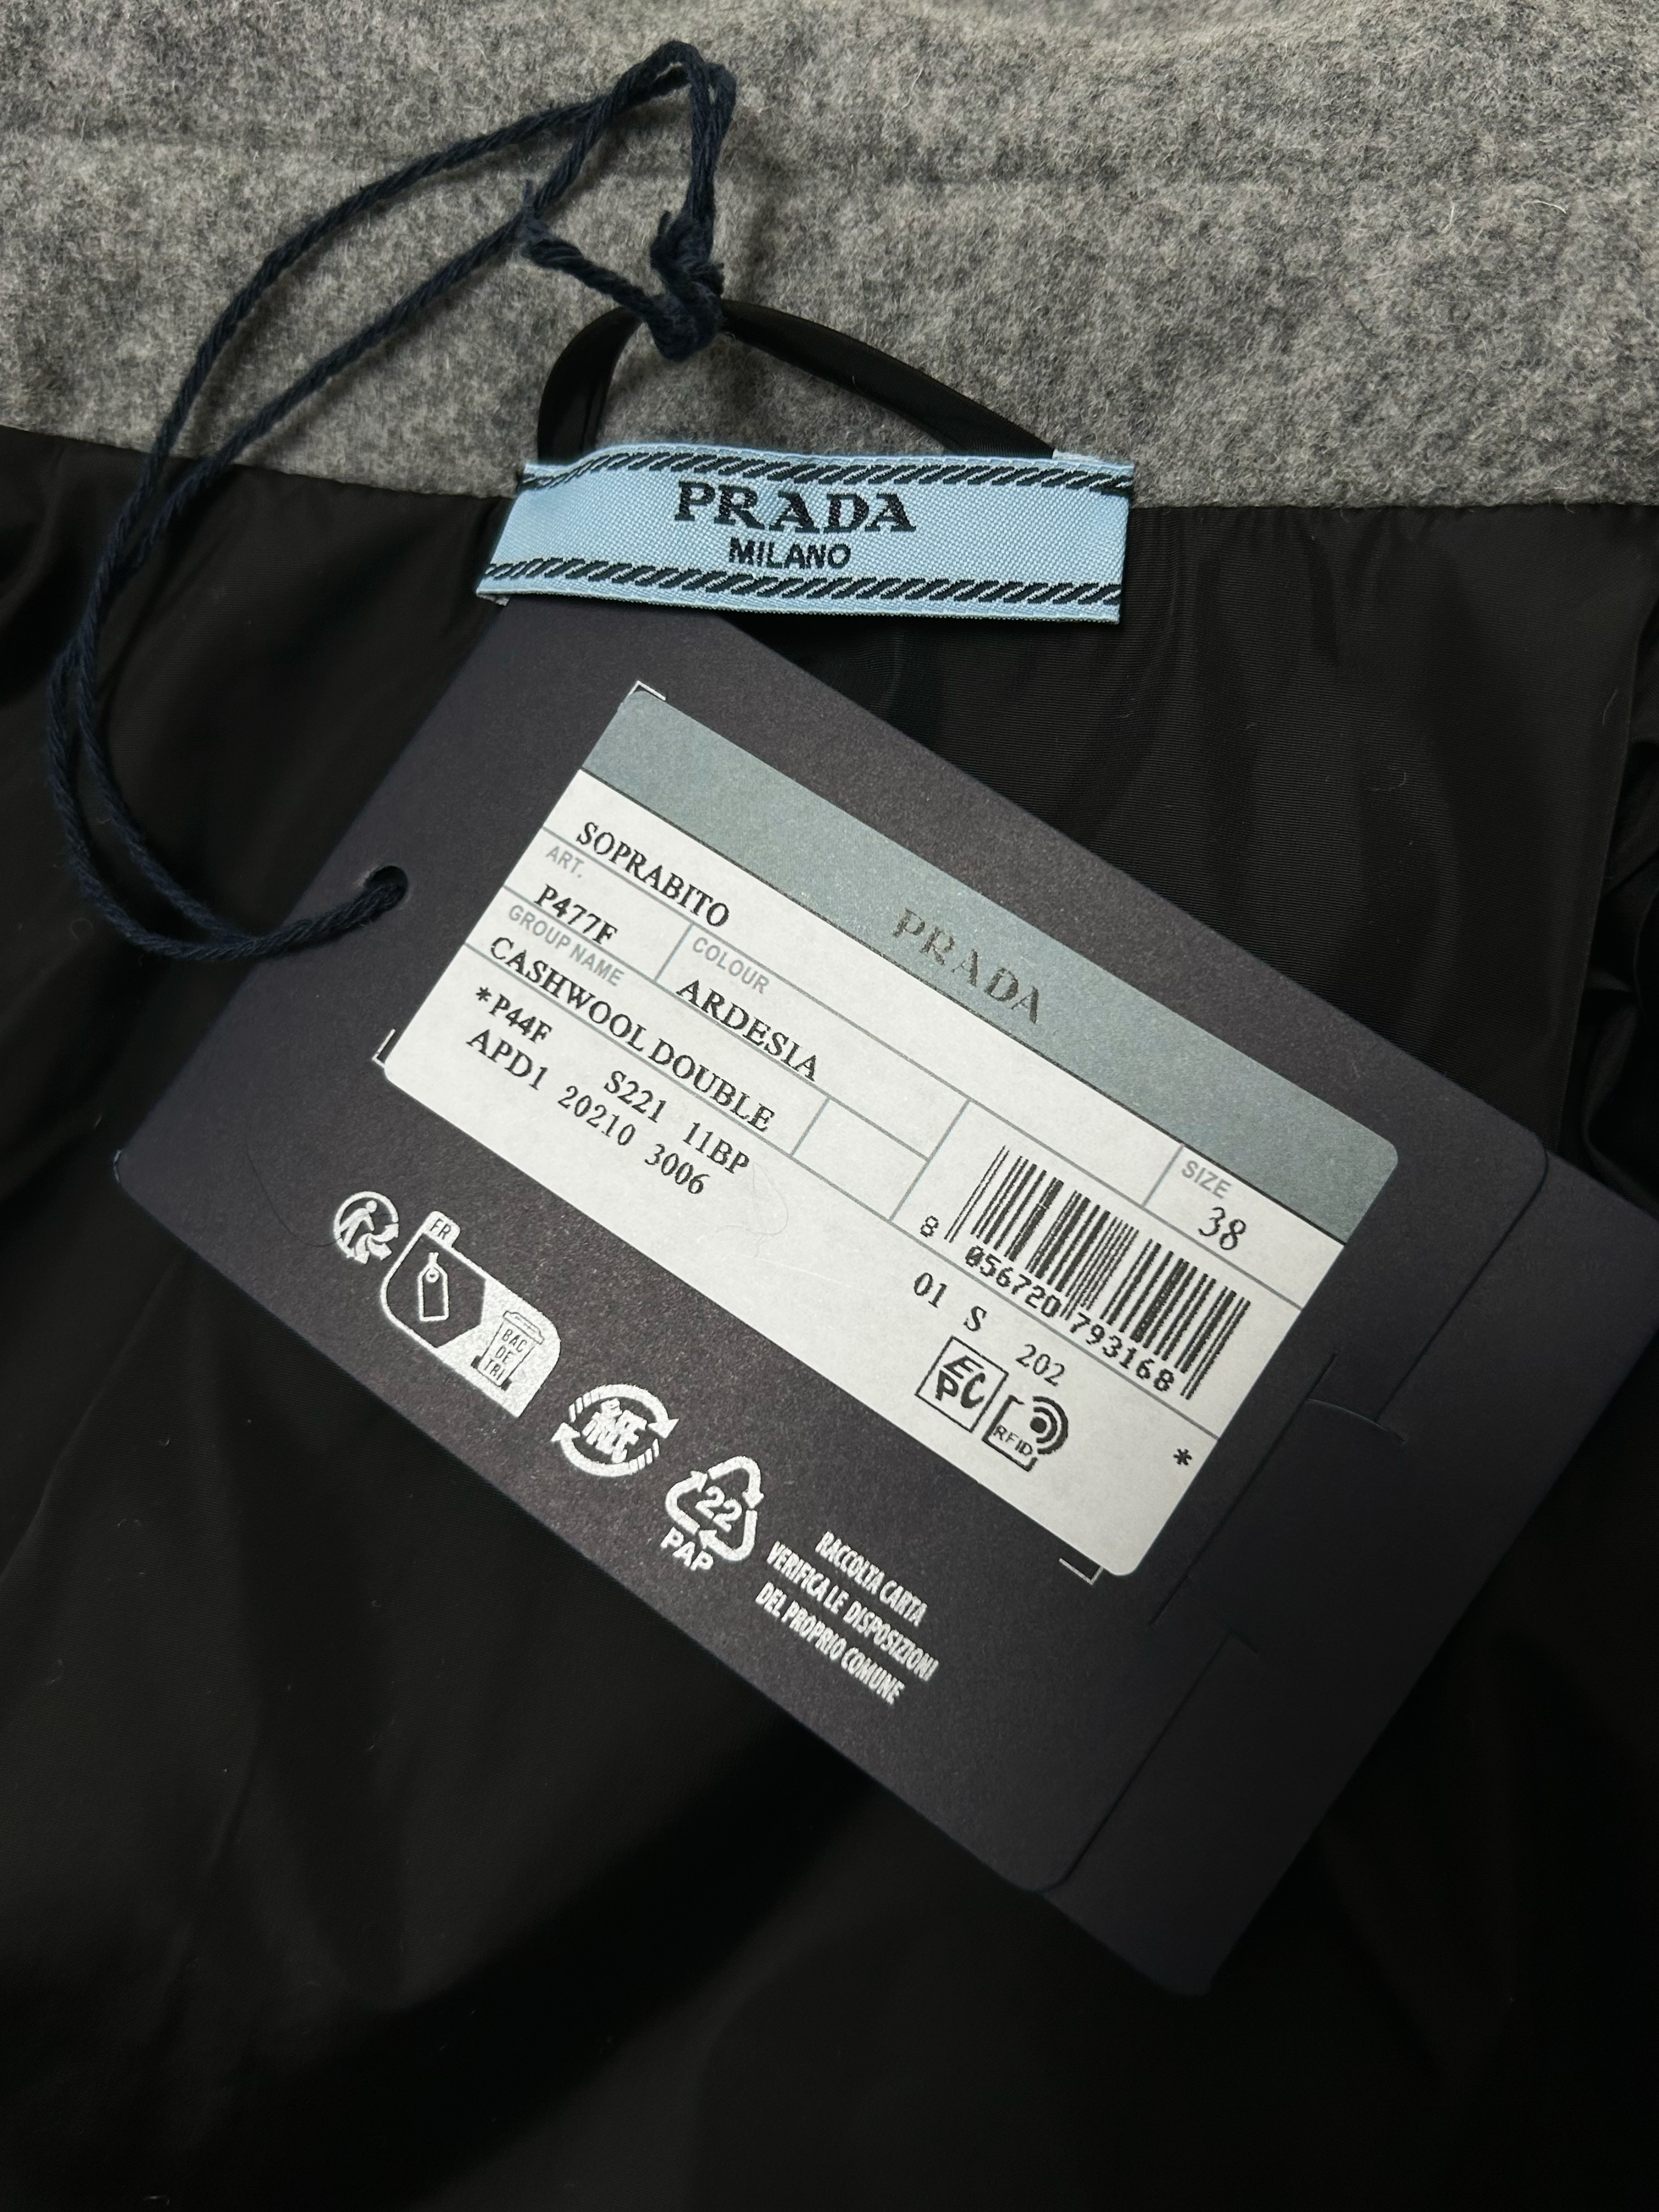 PRADA
MILANO
PRADA
SOPRABITO
ART.
P477F
COLOUR
ARDESIA
SIZE
38
GROUP NAME
CASHWOOL DOUBLE
*P44F S221 11BP
APD1 20210 3006
8 056720 793168
01 S 202
EPC
RFID
*
FR
BAC
DE
TRI
紙
22
PAP
RACCOLTA CARTA
VERIFICA LE DISPOSIZIONI
DEL PROPRIO COMUNE